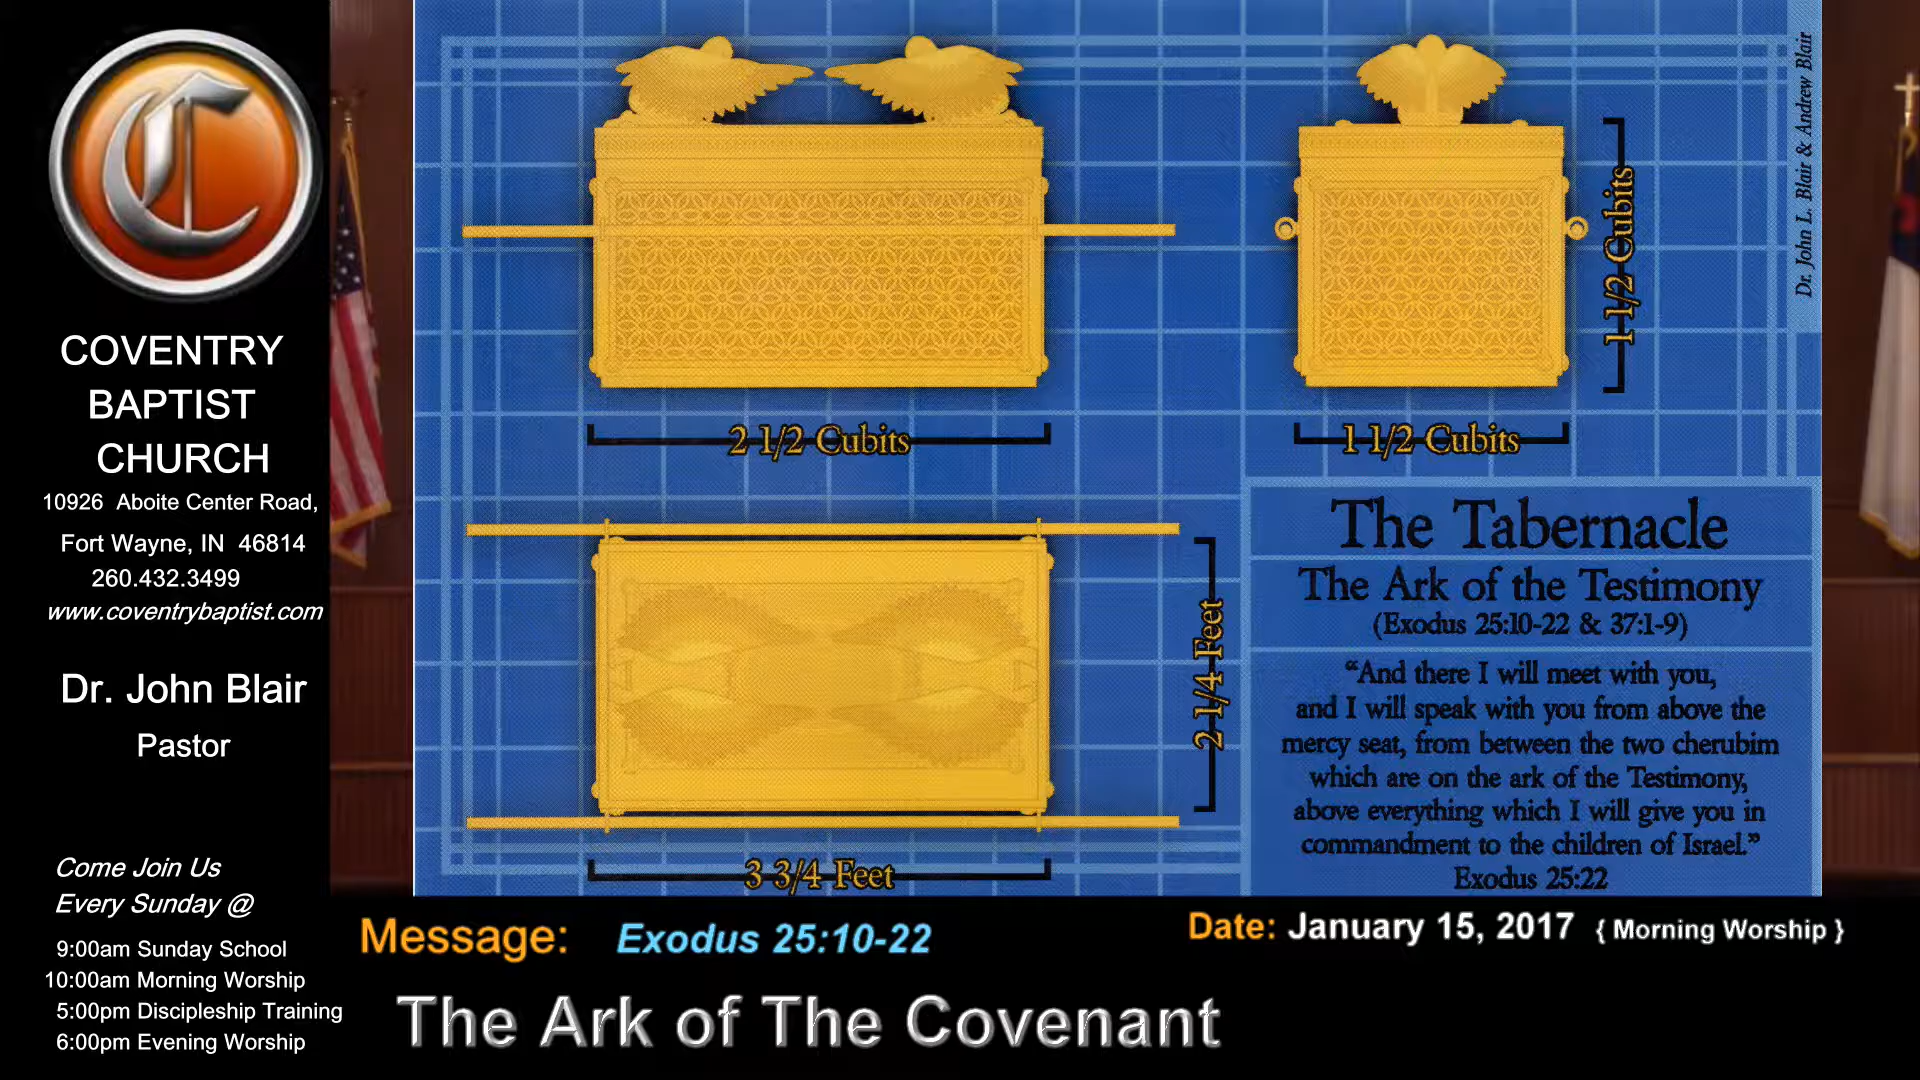 C
COVENTRY
BAPTIST
CHURCH
10926 Aboite Center Road,
Fort Wayne, IN 46814
260.432.3499
www.coventrybaptist.com
Dr. John Blair
Pastor
Come Join Us
Every Sunday @
9:00am Sunday School
10:00am Morning Worship
5:00pm Discipleship Training
6:00pm Evening Worship
2 1/2 Cubits
1 1/2 Cubits
1 1/2 Cubits
Dr. John L. Blair & Andrew Blair
2 1/4 Feet
3 3/4 Feet
The Tabernacle
The Ark of the Testimony
(Exodus 25:10-22 & 37:1-9)
“And there I will meet with you,
and I will speak with you from above the
mercy seat, from between the two cherubim
which are on the ark of the Testimony,
above everything which I will give you in
commandment to the children of Israel.”
Exodus 25:22
Message: Exodus 25:10-22
Date: January 15, 2017 { Morning Worship }
The Ark of The Covenant